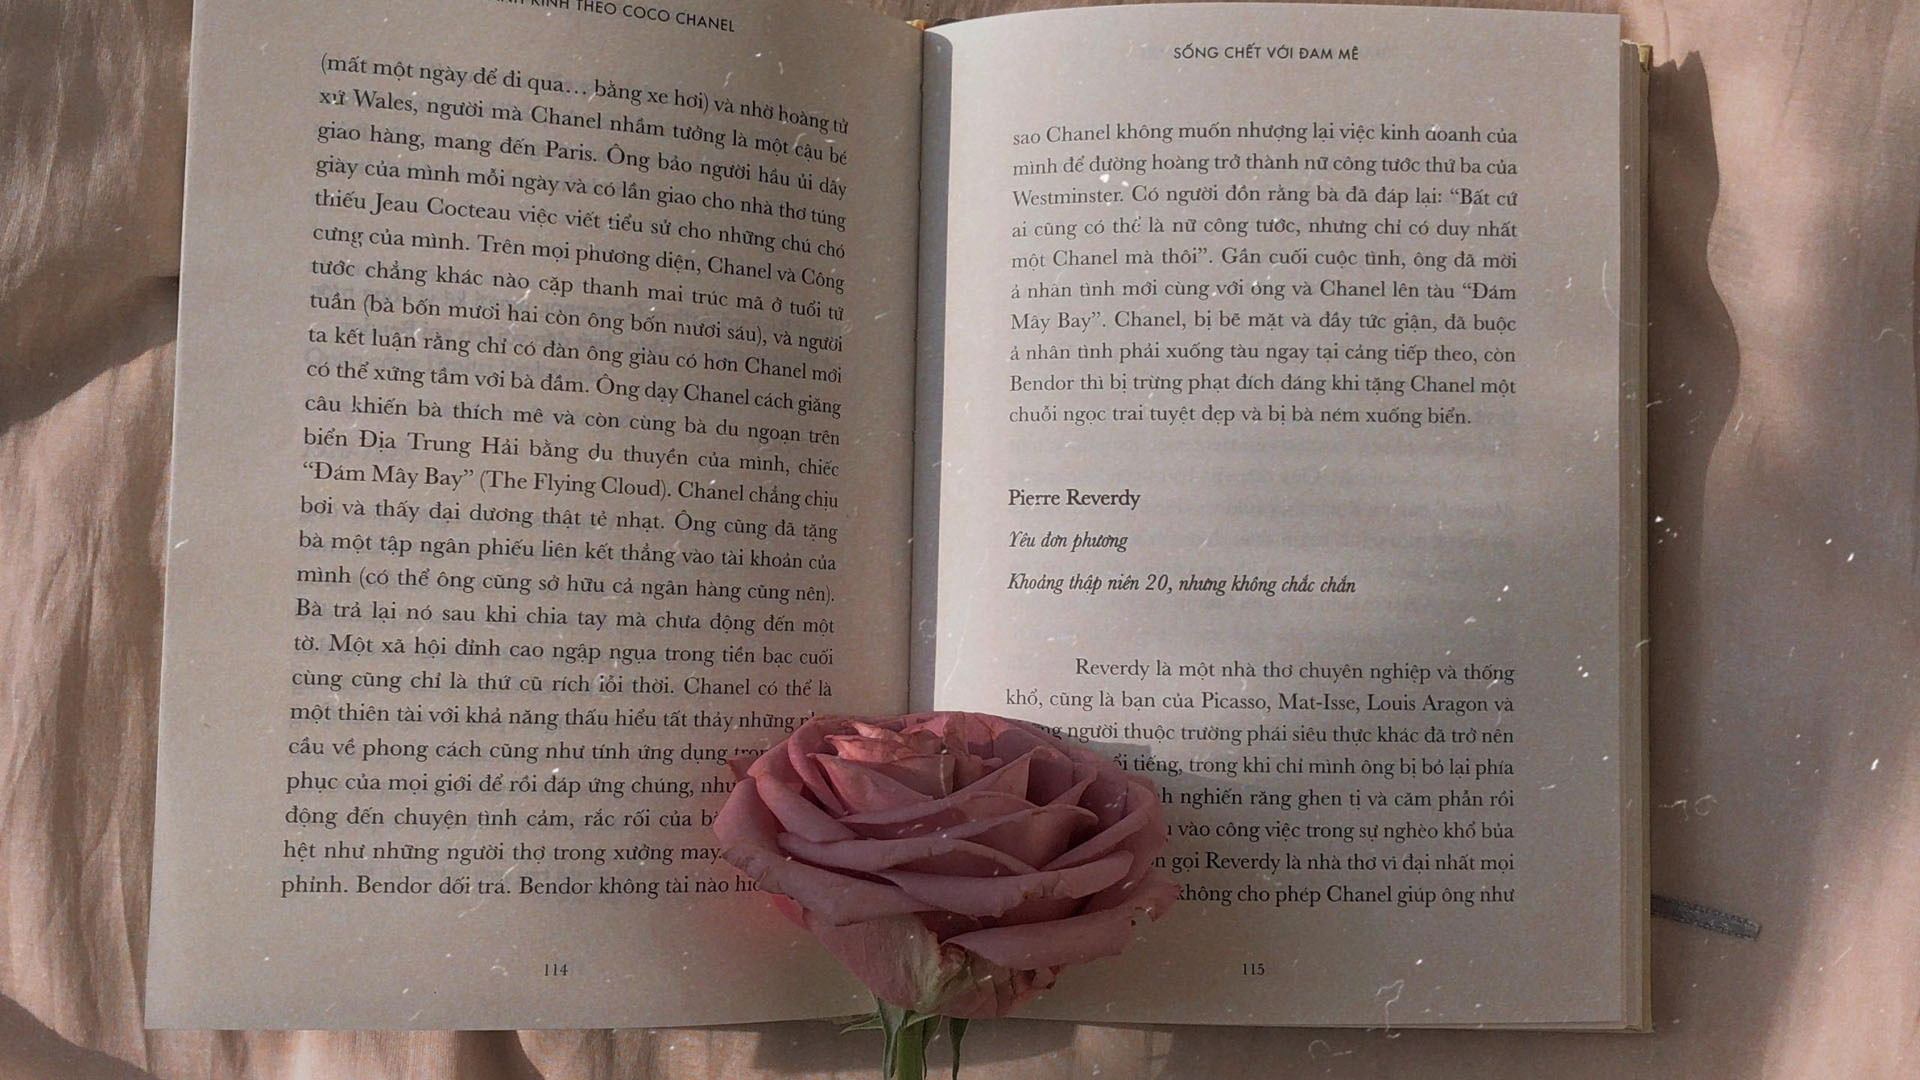 KINH THEO COCO CHANEL
(mất một ngày để đi qua… bằng xe hơi) và nhờ hoàng tử
xứ Wales, người mà Chanel nhầm tưởng là một cậu bé
giao hàng, mang đến Paris. Ông bảo người hầu ủi dây
giày của mình mỗi ngày và có lần giao cho nhà thơ túng
thiếu Jeau Cocteau việc viết tiểu sử cho những chú chó
cưng của mình. Trên mọi phương diện, Chanel và Công
tước chẳng khác nào cặp thanh mai trúc mã ở tuổi tứ
tuần (bà bốn mươi hai còn ông bốn mươi sáu), và người
ta kết luận rằng chỉ có đàn ông giàu có hơn Chanel mới
có thể xứng tầm với bà đầm. Ông dạy Chanel cách giăng
câu khiến bà thích mê và còn cùng bà du ngoạn trên
biển Địa Trung Hải bằng du thuyền của mình, chiếc
“Đám Mây Bay” (The Flying Cloud). Chanel chẳng chịu
bơi và thấy đại dương thật tẻ nhạt. Ông cũng đã tặng
bà một tập ngân phiếu liên kết thẳng vào tài khoản của
mình (có thể ông cũng sở hữu cả ngân hàng cũng nên).
Bà trả lại nó sau khi chia tay mà chưa động đến một
tờ. Một xã hội đỉnh cao ngập ngụa trong tiền bạc cuối
cùng cũng chỉ là thứ cũ rích lỗi thời. Chanel có thể là
một thiên tài với khả năng thấu hiểu tất thảy những
cầu về phong cách cũng như tính ứng dụng
phục của mọi giới để rồi đáp ứng chúng,
động đến chuyện tình cảm, rắc rối của
hệt như những người thợ trong xưởng may.
phỉnh. Bendor dối trá. Bendor không tài nào
114
SỐNG CHẾT VỚI ĐAM MÊ
sao Chanel không muốn nhượng lại việc kinh doanh của
mình để đường hoàng trở thành nữ công tước thứ ba của
Westminster. Có người đồn rằng bà đã đáp lại: “Bất cứ
ai cũng có thể là nữ công tước, nhưng chỉ có duy nhất
một Chanel mà thôi”. Gần cuối cuộc tình, ông đã mời
ả nhân tình mới cùng với ông và Chanel lên tàu “Đám
Mây Bay”. Chanel, bị bẽ mặt và đầy tức giận, đã buộc
ả nhân tình phải xuống tàu ngay tại cảng tiếp theo, còn
Bendor thì bị trừng phạt đích đáng khi tặng Chanel một
chuỗi ngọc trai tuyệt đẹp và bị bà ném xuống biển.
Pierre Reverdy
Yêu đơn phương
Khoảng thập niên 20, nhưng không chắc chắn
Reverdy là một nhà thơ chuyên nghiệp và thống
khổ, cũng là bạn của Picasso, Mat-Isse, Louis Aragon và
người thuộc trường phái siêu thực khác đã trở nên
tiếng, trong khi chỉ mình ông bị bỏ lại phía
nghiến răng ghen tị và căm phẫn rồi
vào công việc trong sự nghèo khổ bủa
gọi Reverdy là nhà thơ vĩ đại nhất mọi
không cho phép Chanel giúp ông như
115